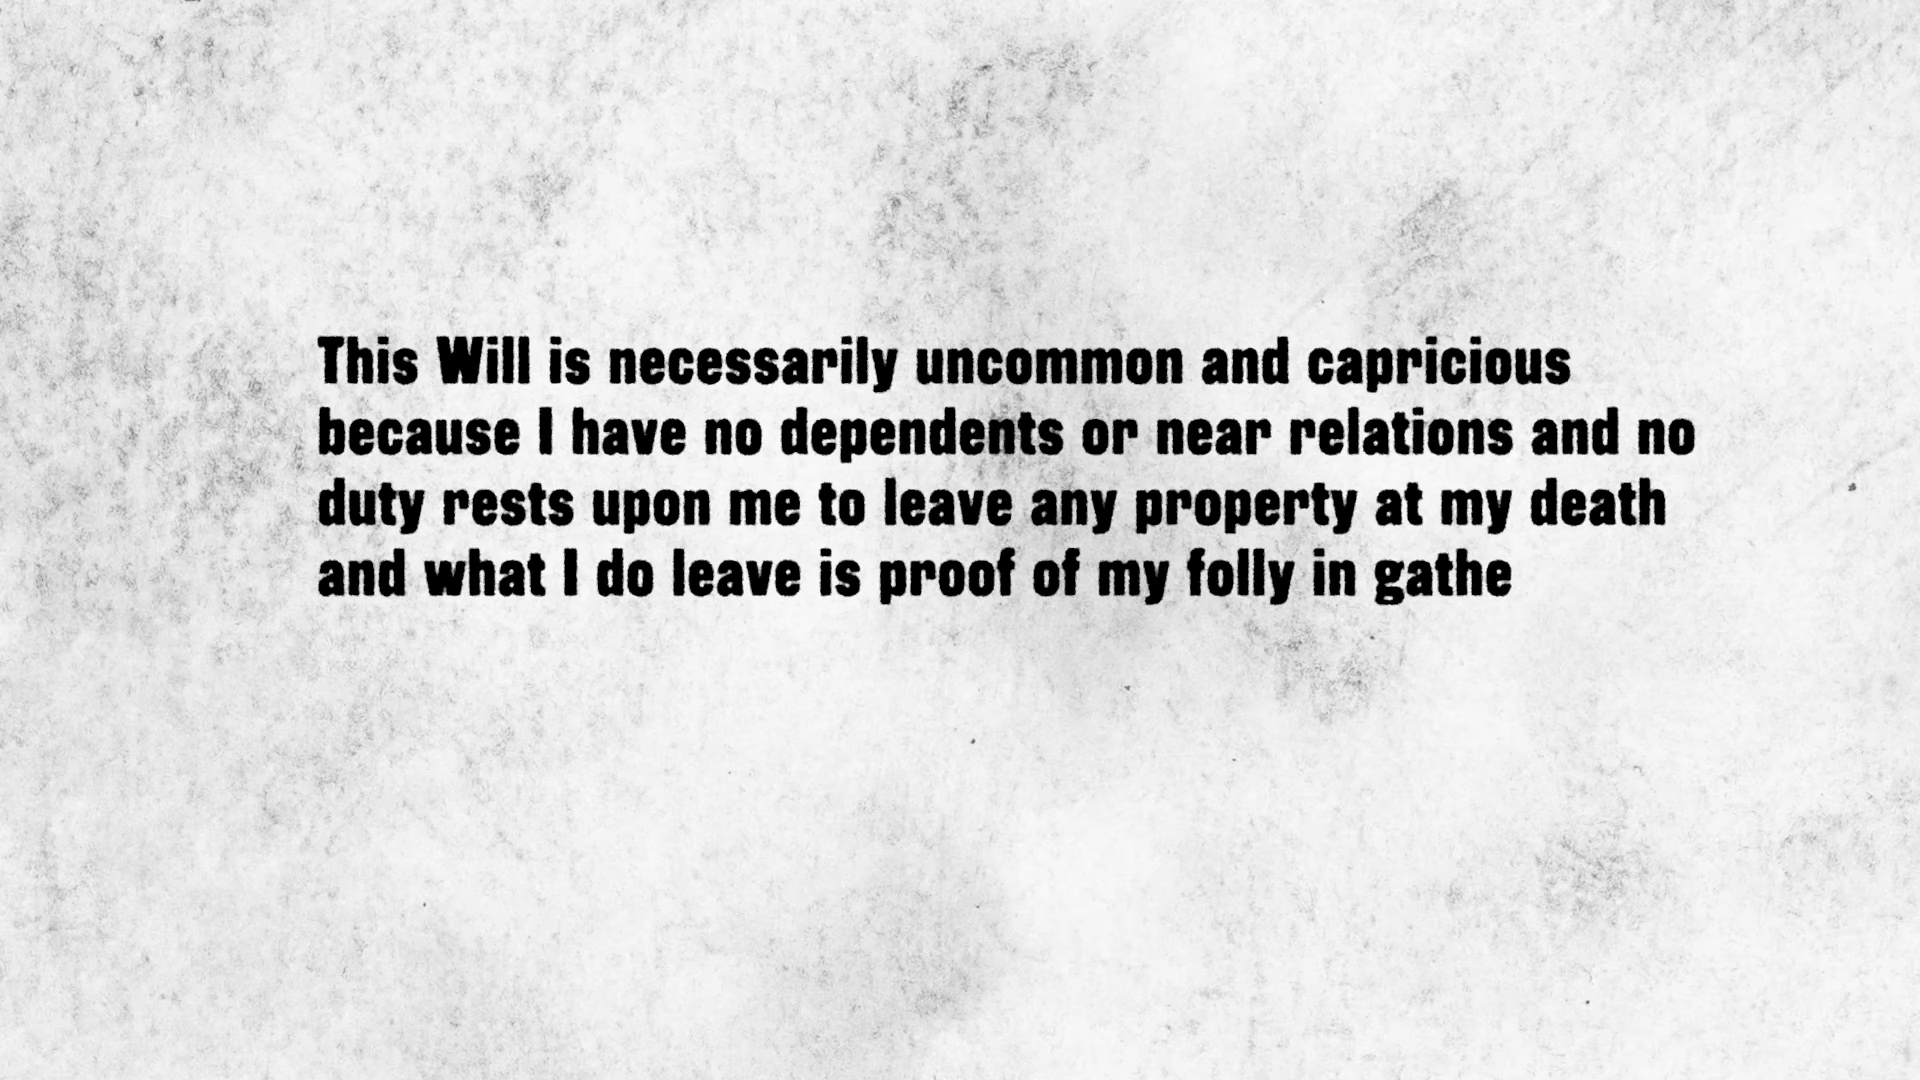 This Will is necessarily uncommon and capricious
because I have no dependents or near relations and no
duty rests upon me to leave any property at my death
and what I do leave is proof of my folly in gathe